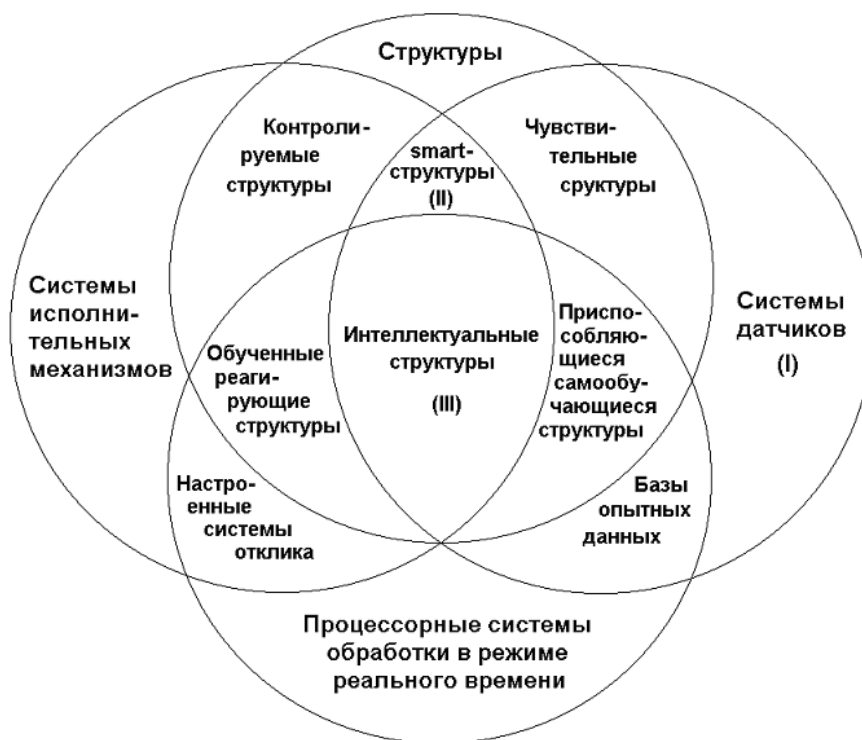 Структуры
Контроли-
руемые
структуры
smart-
структуры
(II)
Чувстви-
тельные
сруктуры
Системы
исполни-
тельных
механизмов
Обученные
реаги-
рующие
структуры
Интеллектуальные
структуры
(III)
Приспо-
собляю-
щиеся
самообу-
чающиеся
структуры
Системы
датчиков
(I)
Настро-
енные
системы
отклика
Базы
опытных
данных
Процессорные системы
обработки в режиме
реального времени